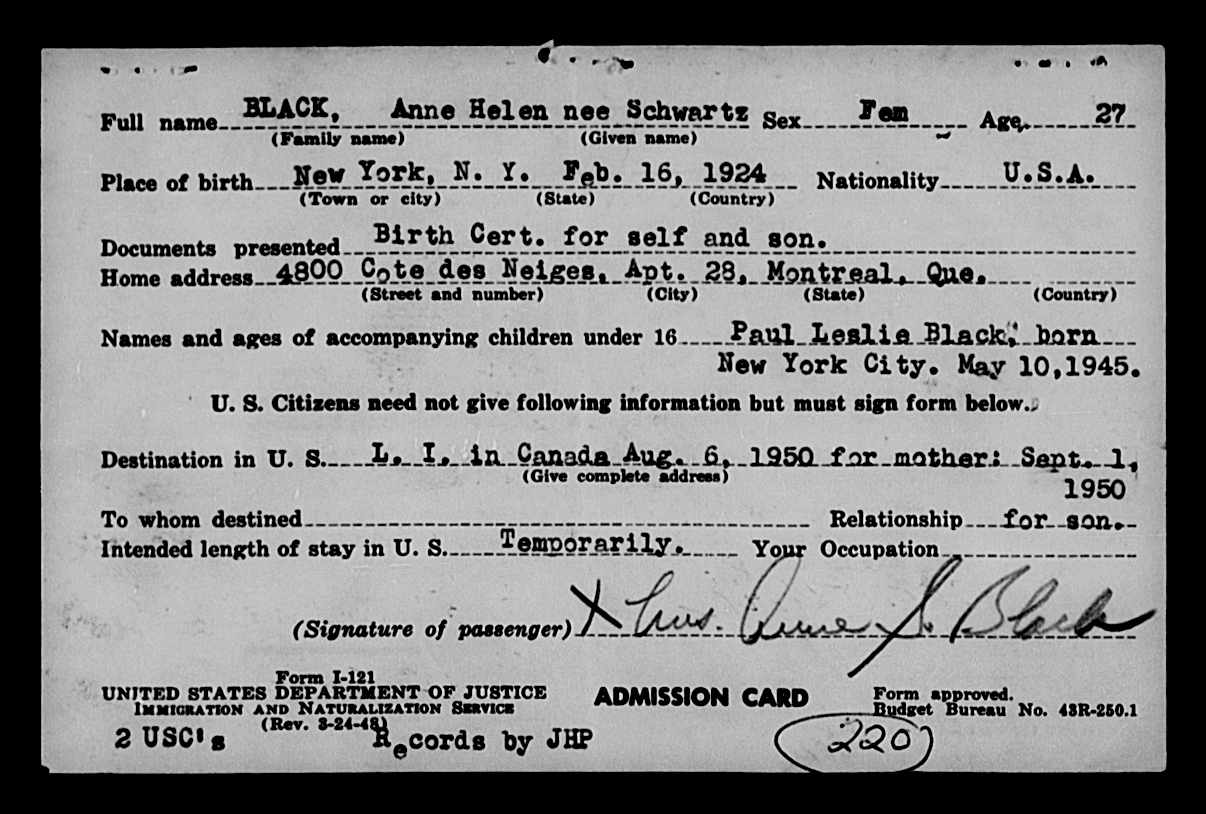 Full name BLACK, Anne Helen nee Schwartz Sex Fem Age 27
(Family name) (Given name)
Place of birth New York, N. Y. Feb. 16, 1924 Nationality U.S.A.
(Town or city) (State) (Country)
Documents presented Birth Cert. for self and son.
Home address 4800 Cote des Neiges, Apt. 28, Montreal, Que.
(Street and number) (City) (State) (Country)
Names and ages of accompanying children under 16 Paul Leslie Black, born
New York City. May 10,1945.
U. S. Citizens need not give following information but must sign form below.
Destination in U. S. L. I. in Canada Aug. 6, 1950 for mother: Sept. 1,
(Give complete address)
1950
To whom destined Relationship for son.
Intended length of stay in U. S. Temporarily. Your Occupation
(Signature of passenger) X Mrs. Anne S. Black
Form I-121
UNITED STATES DEPARTMENT OF JUSTICE ADMISSION CARD Form approved.
IMMIGRATION AND NATURALIZATION SERVICE Budget Bureau No. 43R-250.1
(Rev. 3-24-48)
2 USC's Records by JHP 220